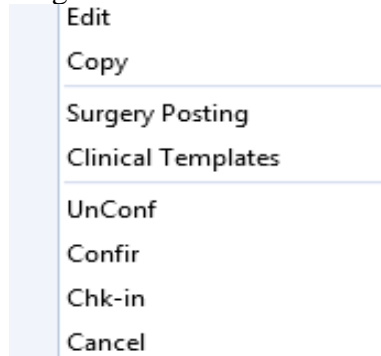 Edit
Copy
Surgery Posting
Clinical Templates
UnConf
Confir
Chk-in
Cancel